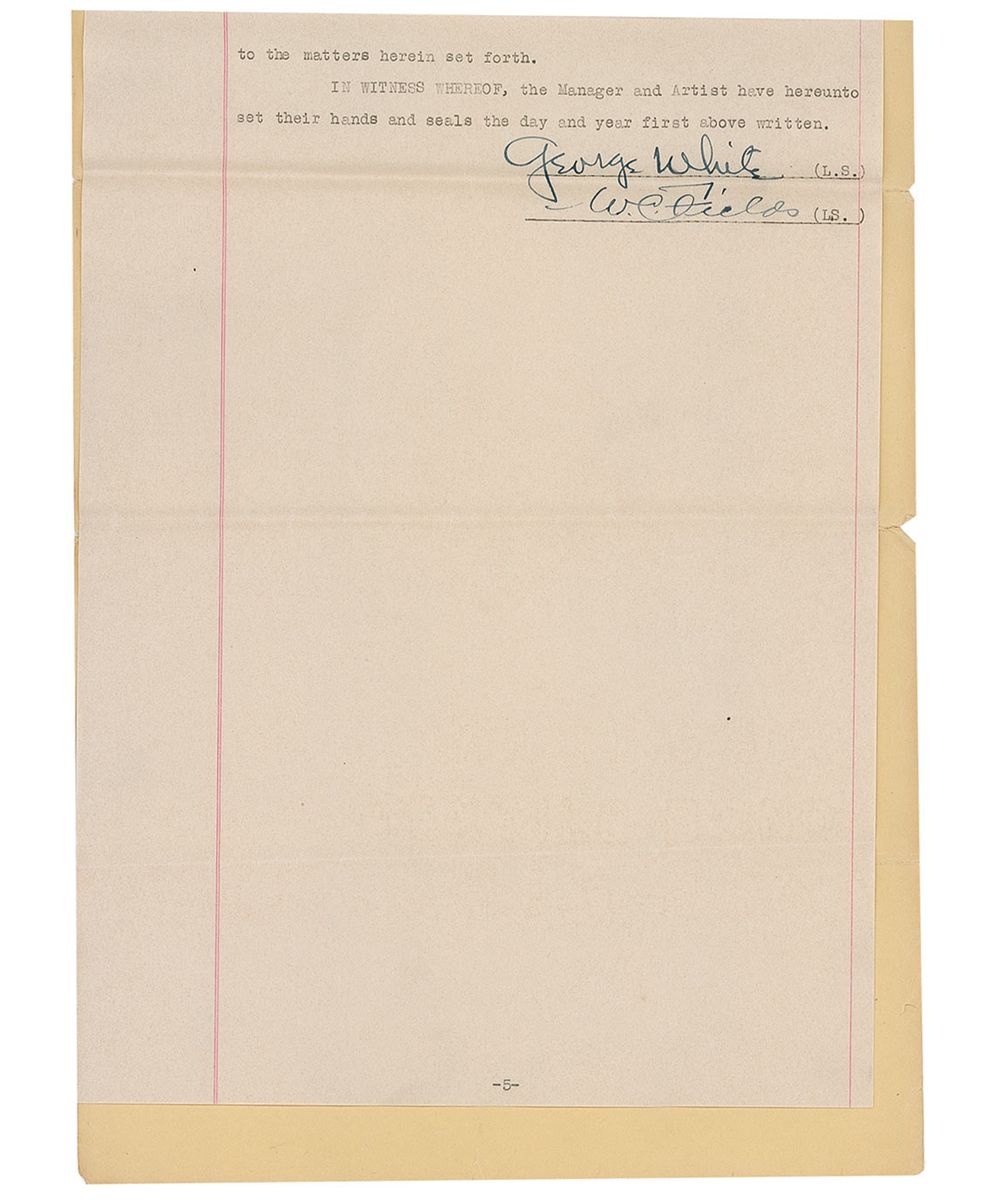 to the matters herein set forth.
IN WITNESS WHEREOF, the Manager and Artist have hereunto
set their hands and seals the day and year first above written.
George White (L.S.)
W.C. Fields (LS. )
-5-